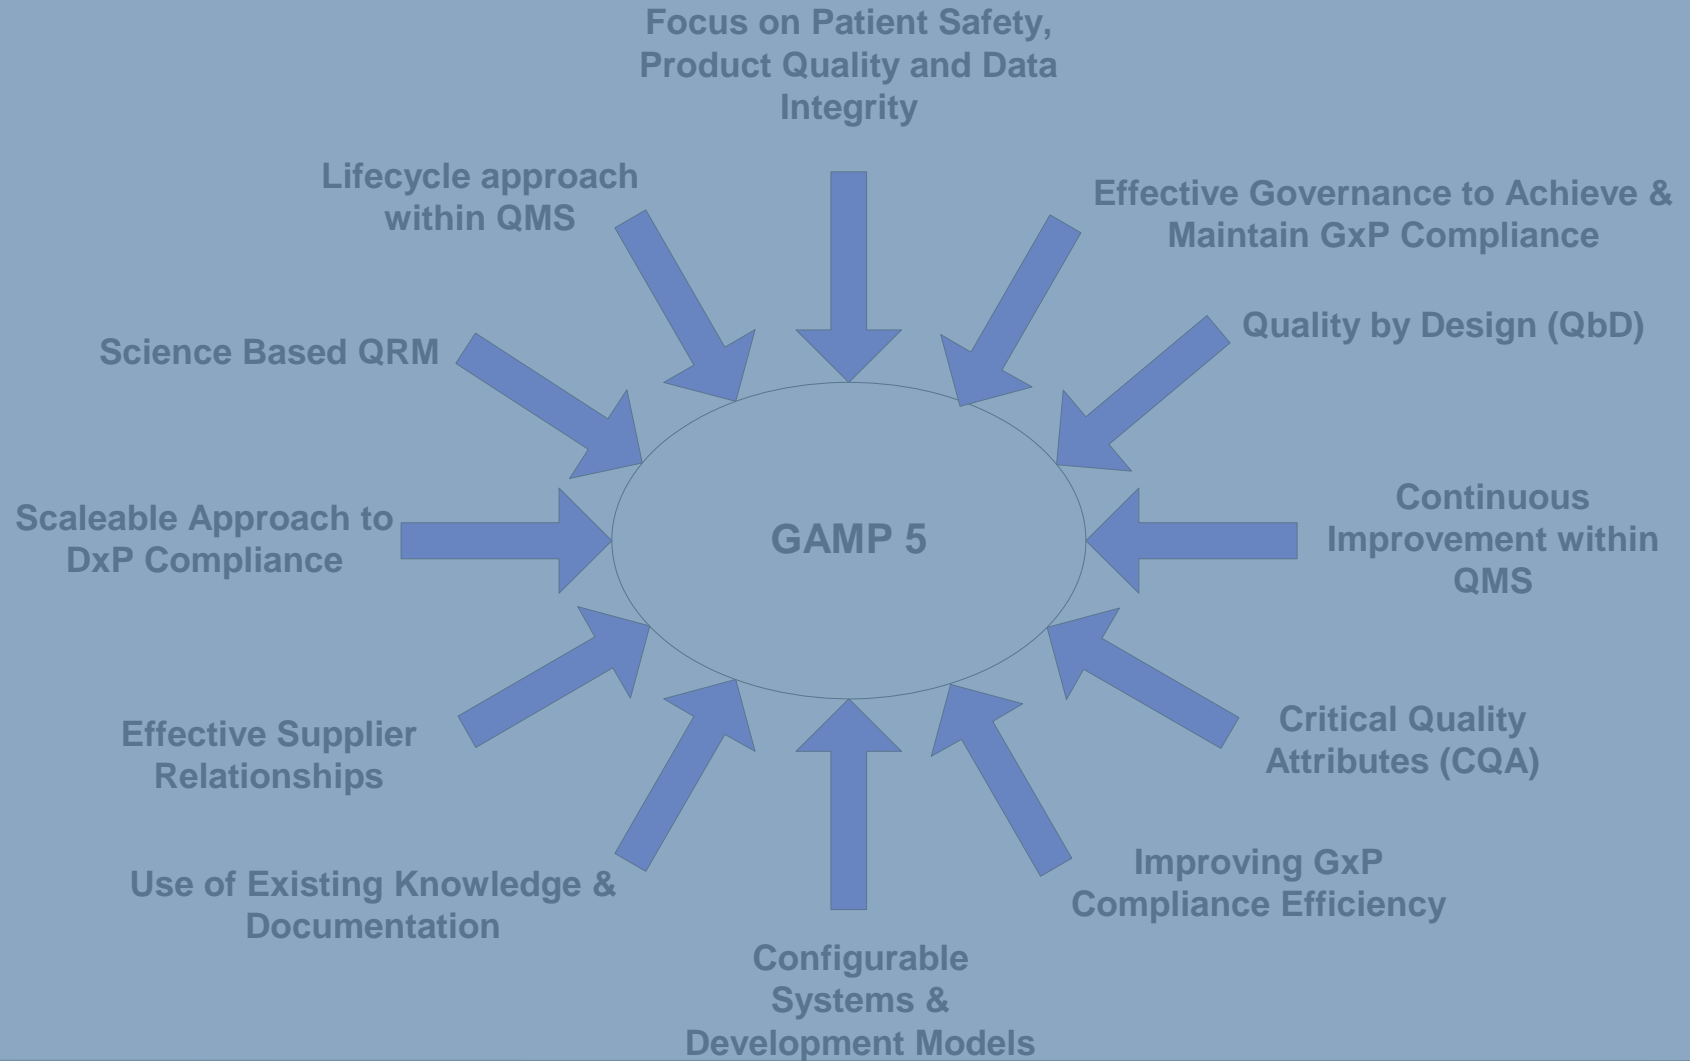 Focus on Patient Safety,
Product Quality and Data
Integrity
Lifecycle approach
within QMS
Effective Governance to Achieve &
Maintain GxP Compliance
Science Based QRM
Quality by Design (QbD)
Scaleable Approach to
DxP Compliance
GAMP 5
Continuous
Improvement within
QMS
Effective Supplier
Relationships
Critical Quality
Attributes (CQA)
Use of Existing Knowledge &
Documentation
Improving GxP
Compliance Efficiency
Configurable
Systems &
Development Models